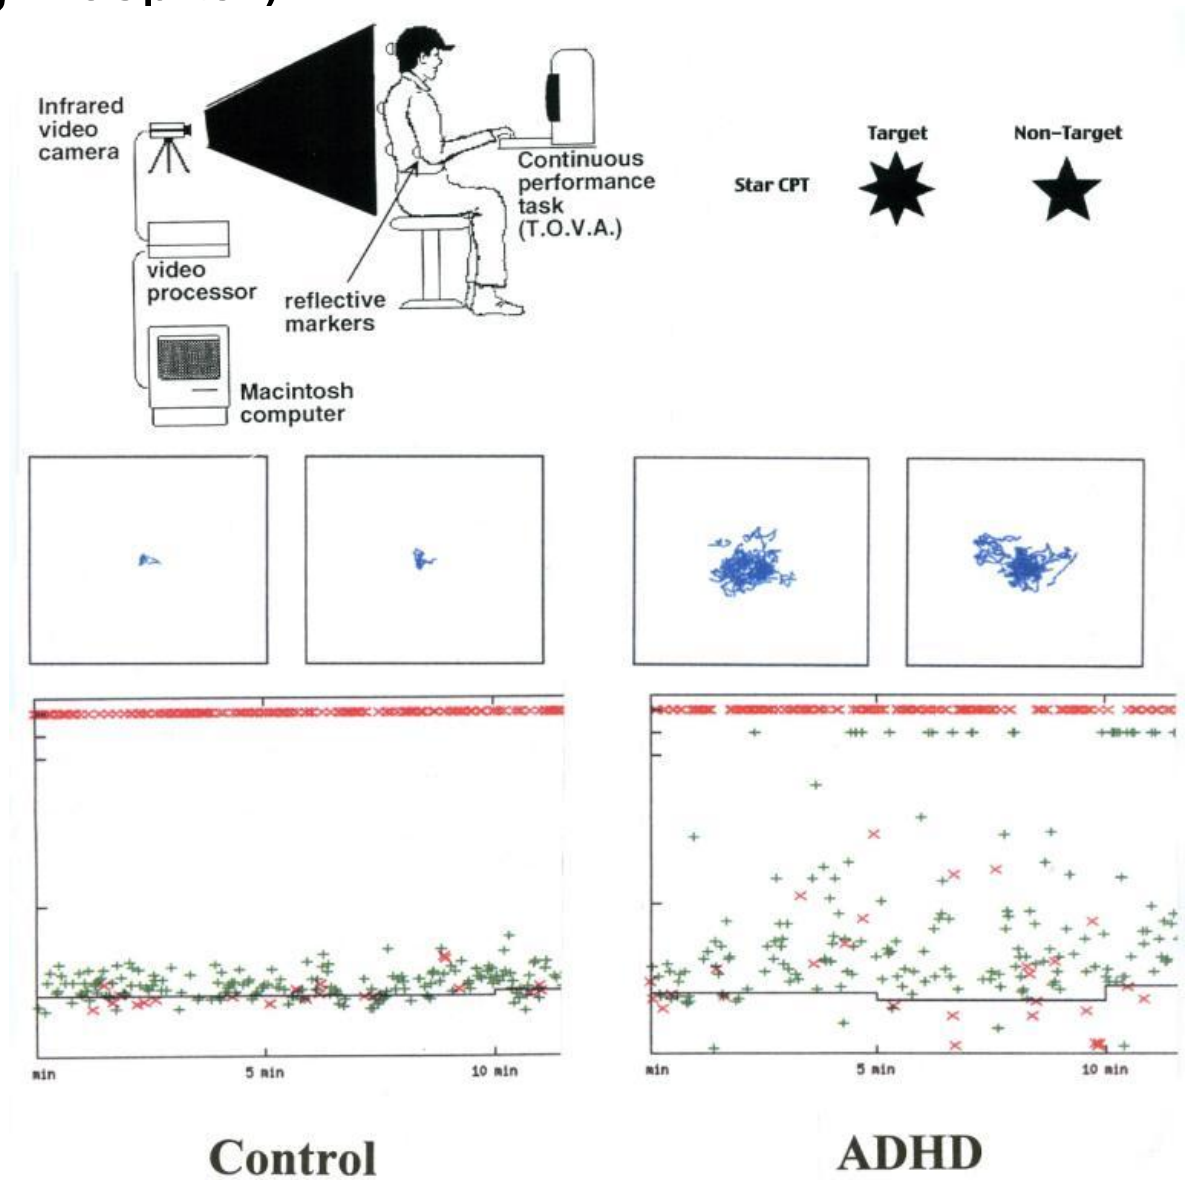 Infrared
video
camera
Continuous
performance
task
(T.O.V.A.)
video
processor
reflective
markers
Macintosh
computer
Target
Non-Target
Star CPT
min
5 min
10 min
min
5 min
10 min
Control
ADHD